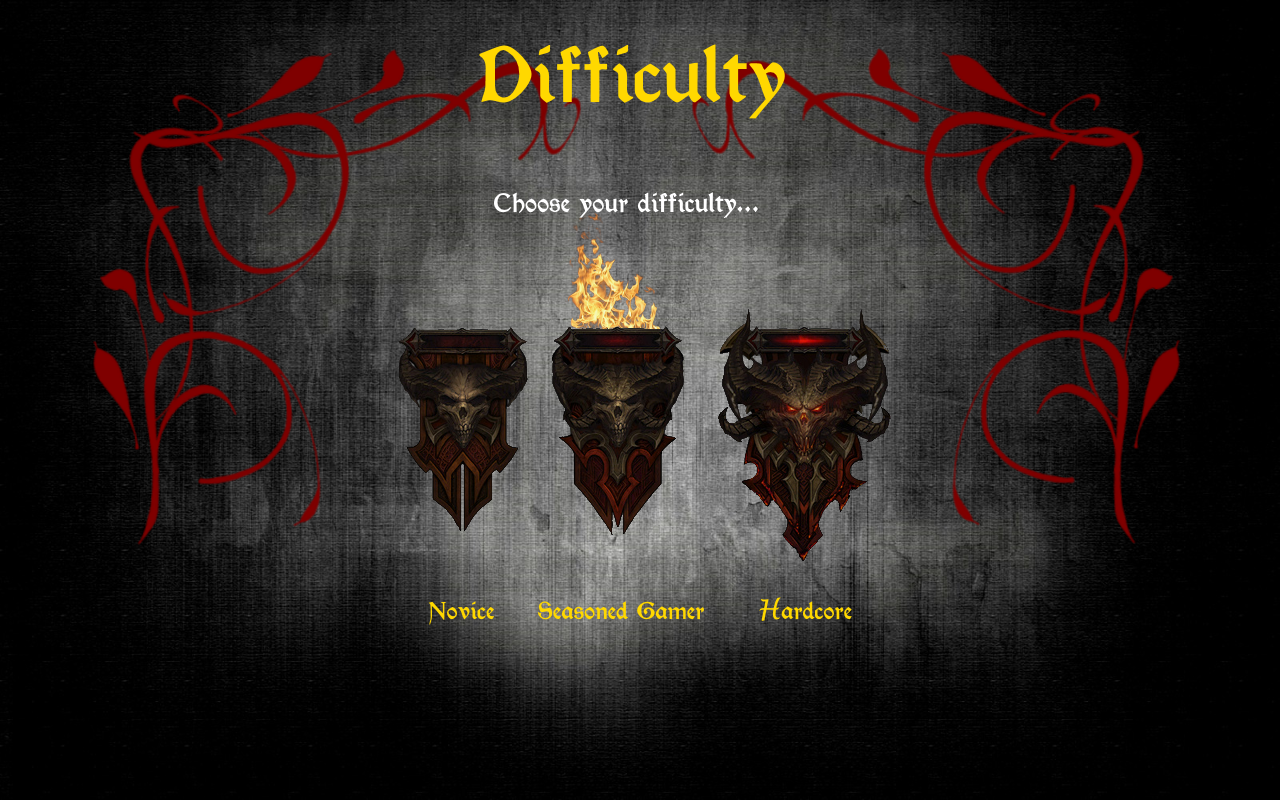 Difficulty
Choose your difficulty...
Novice Seasoned Gamer Hardcore